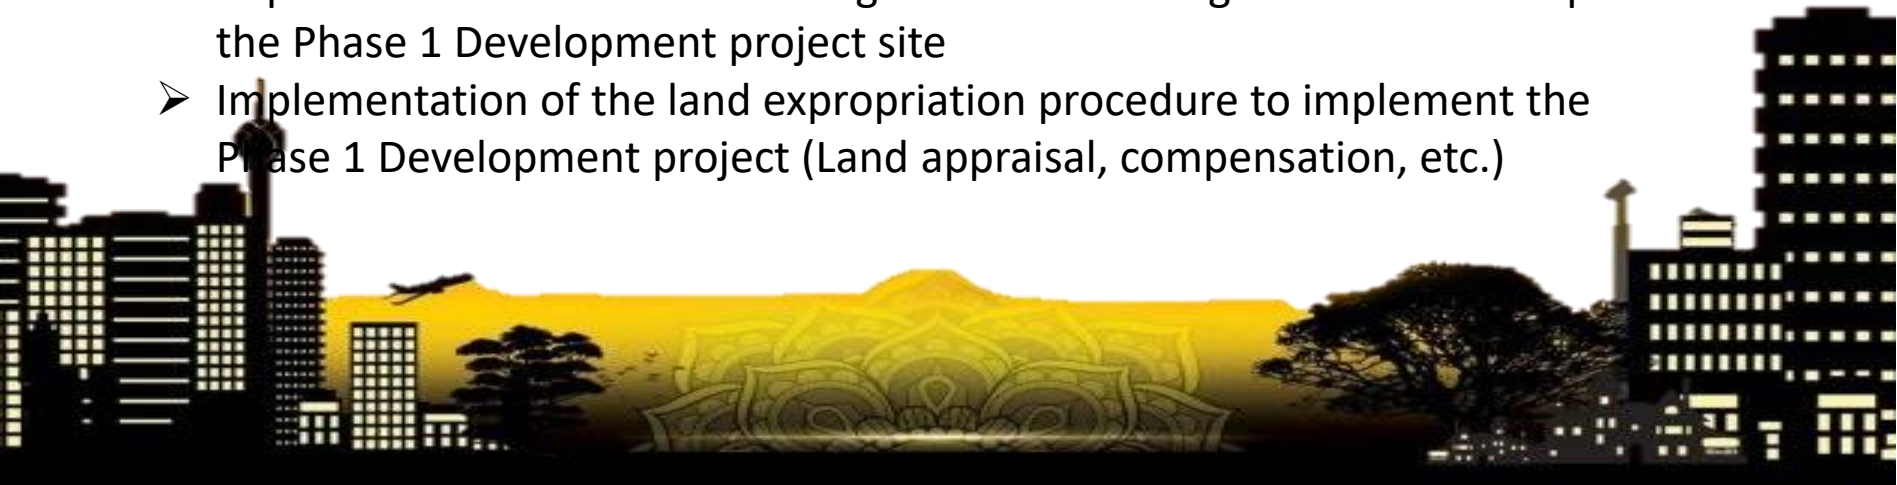 the Phase 1 Development project site
➢ Implementation of the land expropriation procedure to implement the
Phase 1 Development project (Land appraisal, compensation, etc.)